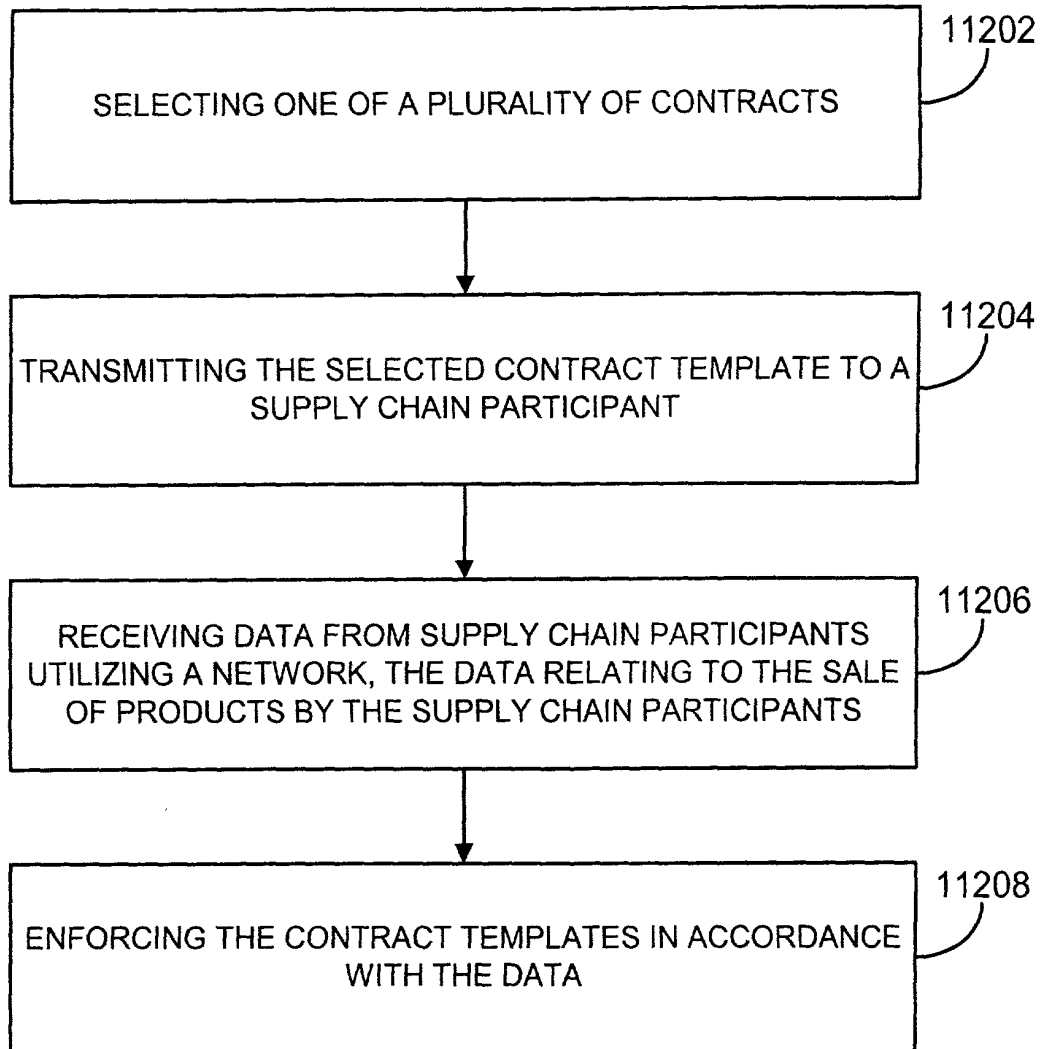 11202
SELECTING ONE OF A PLURALITY OF CONTRACTS
11204
TRANSMITTING THE SELECTED CONTRACT TEMPLATE TO A
SUPPLY CHAIN PARTICIPANT
11206
RECEIVING DATA FROM SUPPLY CHAIN PARTICIPANTS
UTILIZING A NETWORK, THE DATA RELATING TO THE SALE
OF PRODUCTS BY THE SUPPLY CHAIN PARTICIPANTS
11208
ENFORCING THE CONTRACT TEMPLATES IN ACCORDANCE
WITH THE DATA